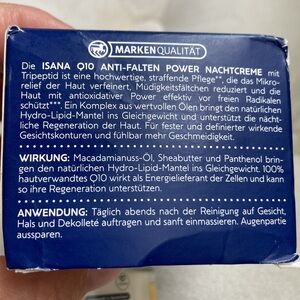 MARKENQUALITÄT
Die ISANA Q10 ANTI-FALTEN POWER NACHTCREME mit
Tripeptid ist eine hochwertige, straffende Pflege**, die das Mikro-
relief der Haut verfeinert, Müdigkeitsfältchen reduziert und die
Haut mit antioxidativer Power effektiv vor freien Radikalen
schützt***. Ein Komplex aus wertvollen Ölen bringt den natürlichen
Hydro-Lipid-Mantel ins Gleichgewicht und unterstützt die nächt-
liche Regeneration der Haut. Für fester und definierter wirkende
Gesichtskonturen und fühlbar mehr Geschmeidigkeit.
WIRKUNG: Macadamianuss-Öl, Sheabutter und Panthenol brin-
gen den natürlichen Hydro-Lipid-Mantel ins Gleichgewicht. 100%
hautverwandtes Q10 wirkt als Energielieferant der Zellen und kann
so ihre Regeneration unterstützen.
ANWENDUNG: Täglich abends nach der Reinigung auf Gesicht,
Hals und Dekolleté auftragen und sanft einmassieren. Augenpartie
aussparen.